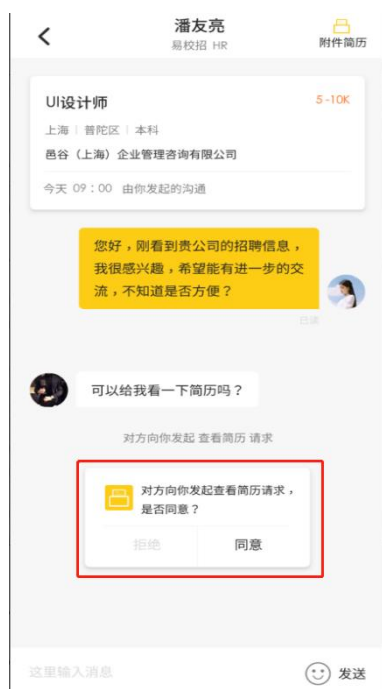 潘友亮
易校招 HR
附件简历
UI设计师
5-10K
上海 | 普陀区 | 本科
邑谷（上海）企业管理咨询有限公司
今天 09：00 由你发起的沟通
您好，刚看到贵公司的招聘信息，
我很感兴趣，希望能有进一步的交
流，不知道是否方便？
已读
可以给我看一下简历吗？
对方向你发起 查看简历 请求
对方向你发起查看简历请求，
是否同意？
拒绝
同意
这里输入消息
发送